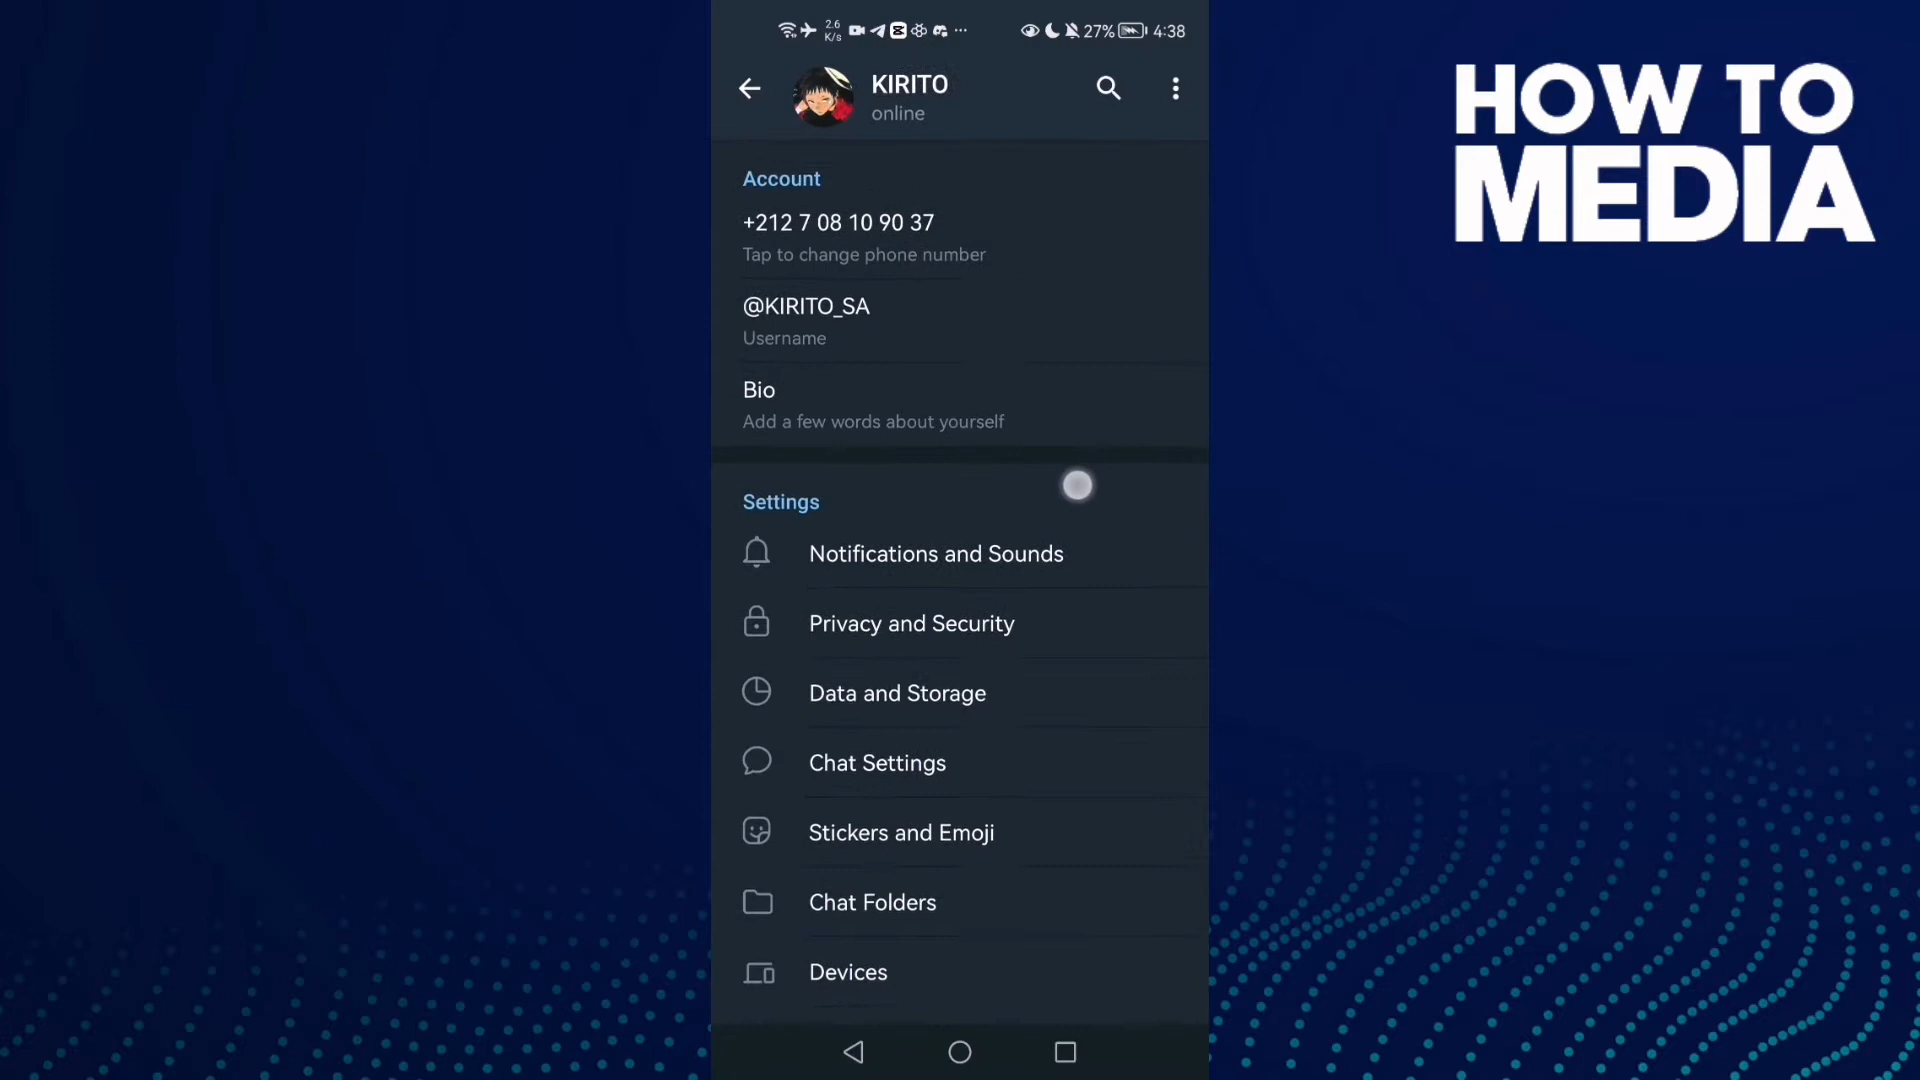 2.6
K/s
27%
4:38
KIRITO
online
HOW TO
MEDIA
Account
+212 7 08 10 90 37
Tap to change phone number
@KIRITO_SA
Username
Bio
Add a few words about yourself
Settings
Notifications and Sounds
Privacy and Security
Data and Storage
Chat Settings
Stickers and Emoji
Chat Folders
Devices